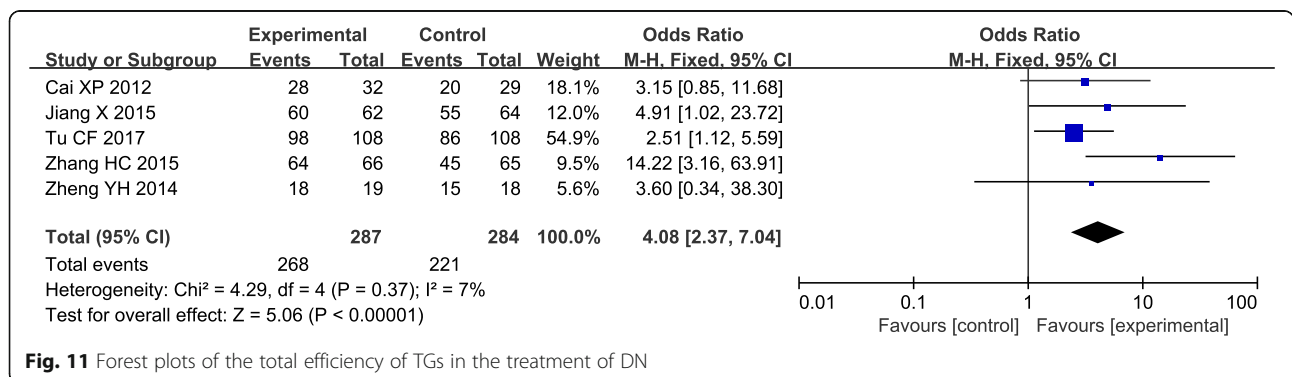 Experimental Control Odds Ratio Odds Ratio
Study or Subgroup Events Total Events Total Weight M-H, Fixed, 95% CI M-H, Fixed, 95% CI
Cai XP 2012 28 32 20 29 18.1% 3.15 [0.85, 11.68]
Jiang X 2015 60 62 55 64 12.0% 4.91 [1.02, 23.72]
Tu CF 2017 98 108 86 108 54.9% 2.51 [1.12, 5.59]
Zhang HC 2015 64 66 45 65 9.5% 14.22 [3.16, 63.91]
Zheng YH 2014 18 19 15 18 5.6% 3.60 [0.34, 38.30]
Total (95% CI) 287 284 100.0% 4.08 [2.37, 7.04]
Total events 268 221
Heterogeneity: Chi² = 4.29, df = 4 (P = 0.37); I² = 7%
Test for overall effect: Z = 5.06 (P < 0.00001)
0.01 0.1 1 10 100
Favours [control] Favours [experimental]
Fig. 11 Forest plots of the total efficiency of TGs in the treatment of DN